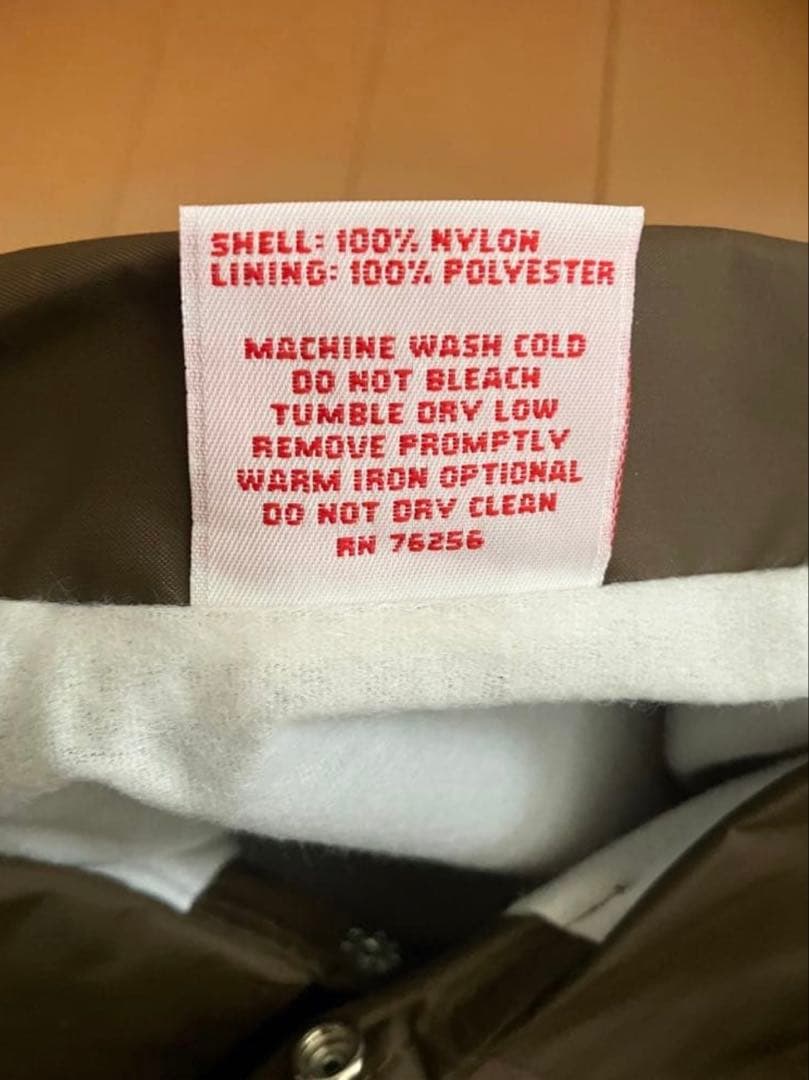 SHELL: 100% NYLON
LINING: 100% POLYESTER
MACHINE WASH COLD
DO NOT BLEACH
TUMBLE DRY LOW
REMOVE PROMPTLY
WARM IRON OPTIONAL
DO NOT DRY CLEAN
RN 76256